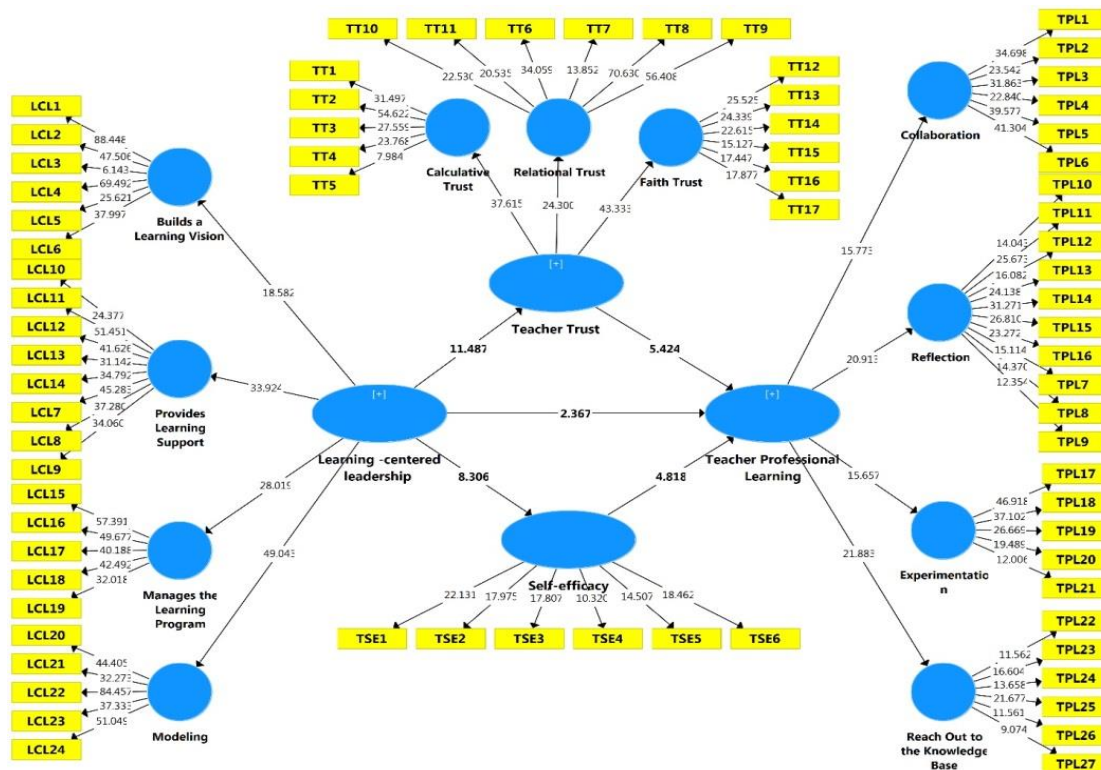 TT10 TT11 TT6 TT7 TT8 TT9
22.530 20.535 34.059 13.852 70.630 56.408
Relational Trust
TT1
TT2
TT3
TT4
TT5
31.497
54.622
27.559
23.768
7.984
Calculative
Trust
TT12
TT13
TT14
TT15
TT16
TT17
25.525
24.339
22.615
15.127
17.447
17.877
Faith Trust
37.615
24.300
43.333
[+]
Teacher Trust
LCL1
LCL2
LCL3
LCL4
LCL5
LCL6
88.448
47.506
6.143
69.492
25.621
37.997
Builds a
Learning Vision
18.582
LCL10
LCL11
LCL12
LCL13
LCL14
LCL7
LCL8
LCL9
24.377
51.451
41.626
31.142
34.792
45.283
37.280
34.060
Provides
Learning
Support
33.924
LCL15
LCL16
LCL17
LCL18
LCL19
57.391
49.677
40.188
42.492
32.018
Manages the
Learning
Program
28.019
LCL20
LCL21
LCL22
LCL23
LCL24
44.405
32.273
84.457
37.333
51.049
Modeling
49.043
[+]
Learning -centered
leadership
11.487
2.367
8.306
5.424
4.818
Self-efficacy
22.131 17.975 17.807 10.320 14.507 18.462
TSE1 TSE2 TSE3 TSE4 TSE5 TSE6
[+]
Teacher Professional
Learning
15.773
20.913
15.657
21.883
TPL1
TPL2
TPL3
TPL4
TPL5
TPL6
34.698
23.542
31.863
22.840
39.577
41.304
Collaboration
TPL10
TPL11
TPL12
TPL13
TPL14
TPL15
TPL16
TPL7
TPL8
TPL9
14.043
25.673
16.082
24.138
31.271
26.810
23.272
15.114
14.370
12.354
Reflection
TPL17
TPL18
TPL19
TPL20
TPL21
46.918
37.102
26.669
19.489
12.006
Experimentatio
n
TPL22
TPL23
TPL24
TPL25
TPL26
TPL27
11.562
16.604
13.658
21.677
11.561
9.074
Reach Out to
the Knowledge
Base